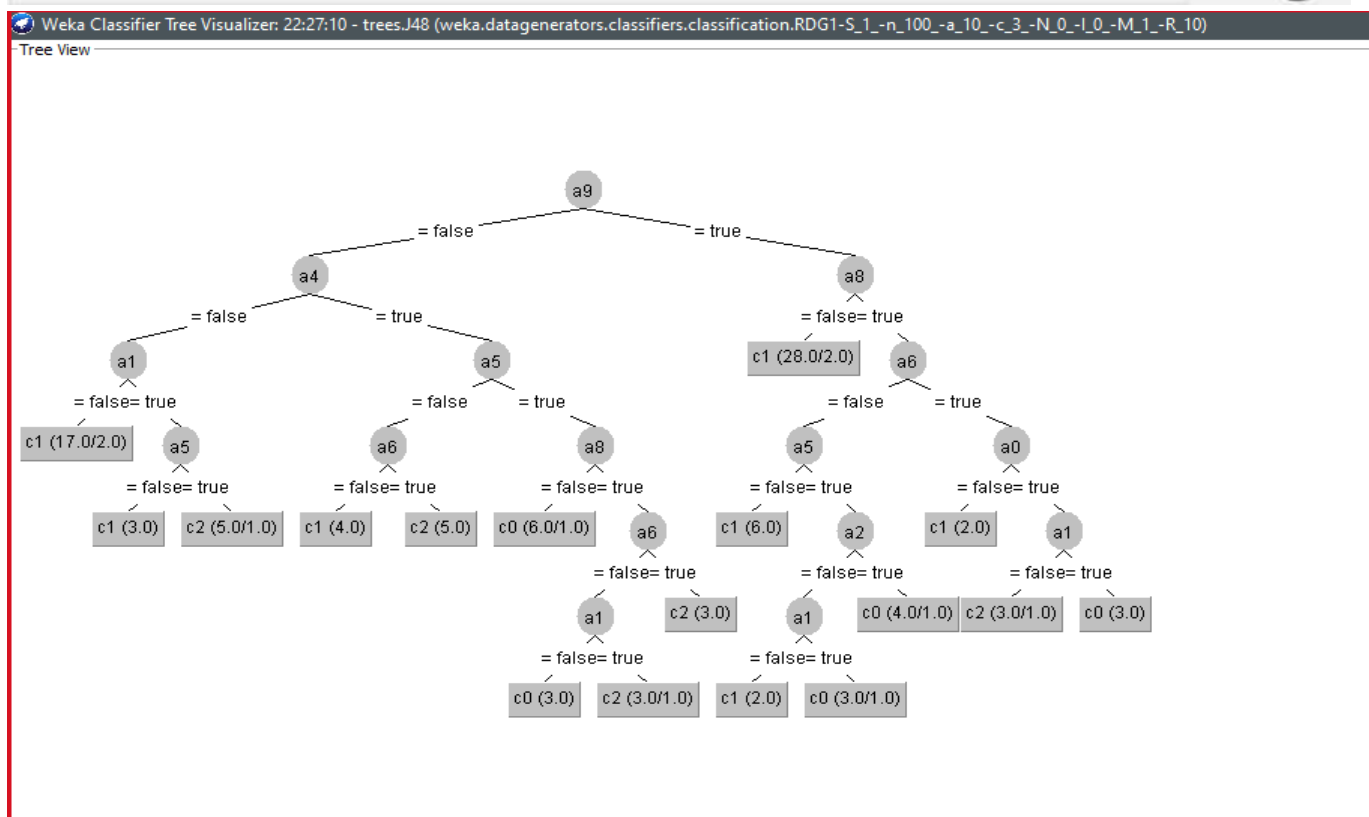 Weka Classifier Tree Visualizer: 22:27:10 - trees.J48 (weka.datagenerators.classifiers.classification.RDG1-S_1_-n_100_-a_10_-c_3_-N_0_-I_0_-M_1_-R_10)
Tree View
a9
= false = true
a4 a8
= false = true = false= true
a1 a5 c1 (28.0/2.0) a6
= false= true = false = true = false = true
c1 (17.0/2.0) a5 a6 a8 a5 a0
= false= true = false= true = false= true = false= true = false= true
c1 (3.0) c2 (5.0/1.0) c1 (4.0) c2 (5.0) c0 (6.0/1.0) a6 c1 (6.0) a2 c1 (2.0) a1
= false= true = false= true = false= true
a1 c2 (3.0) a1 c0 (4.0/1.0) c2 (3.0/1.0) c0 (3.0)
= false= true = false= true
c0 (3.0) c2 (3.0/1.0) c1 (2.0) c0 (3.0/1.0)